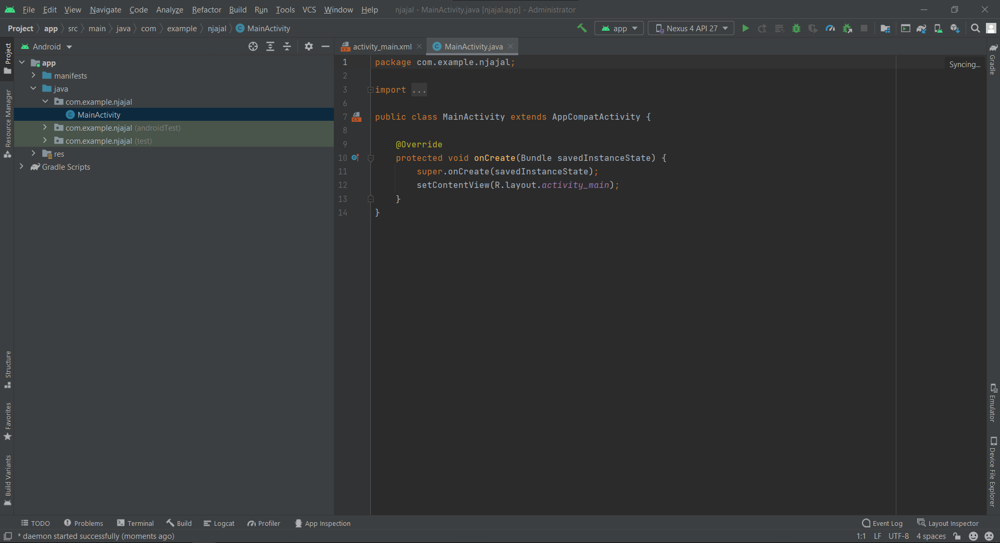 File Edit View Navigate Code Analyze Refactor Build Run Tools VCS Window Help njajal - MainActivity.java [njajal.app] - Administrator
Project app src main java com example njajal MainActivity app Nexus 4 API 27
Android
activity_main.xml MainActivity.java
app
manifests
java
com.example.njajal
MainActivity
com.example.njajal (androidTest)
com.example.njajal (test)
res
Gradle Scripts
Project
Resource Manager
Structure
Favorites
Build Variants
1 package com.example.njajal;
2
3 import ...
6
7 public class MainActivity extends AppCompatActivity {
8
9 @Override
10 protected void onCreate(Bundle savedInstanceState) {
11 super.onCreate(savedInstanceState);
12 setContentView(R.layout.activity_main);
13 }
14 }
Syncing...
Gradle
Emulator
Device File Explorer
TODO Problems Terminal Build Logcat Profiler App Inspection Event Log Layout Inspector
* daemon started successfully (moments ago) 1:1 LF UTF-8 4 spaces